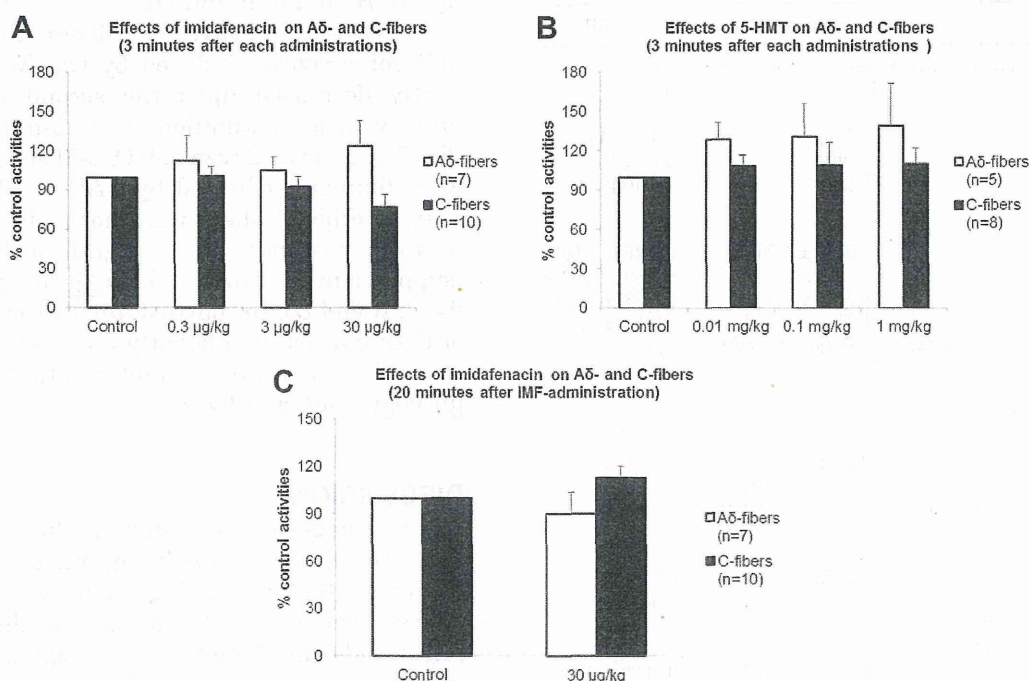 A
Effects of imidafenacin on Aδ- and C-fibers
(3 minutes after each administrations)
% control activities
180
150
120
90
60
30
0
Control
0.3 µg/kg
3 µg/kg
30 µg/kg
Aδ-fibers
(n=7)
C-fibers
(n=10)
B
Effects of 5-HMT on Aδ- and C-fibers
(3 minutes after each administrations )
% control activities
180
150
120
90
60
30
0
Control
0.01 mg/kg
0.1 mg/kg
1 mg/kg
Aδ-fibers
(n=5)
C-fibers
(n=8)
C
Effects of imidafenacin on Aδ- and C-fibers
(20 minutes after IMF-administration)
% control activities
150
120
90
60
30
0
Control
30 µg/kg
Aδ-fibers
(n=7)
C-fibers
(n=10)